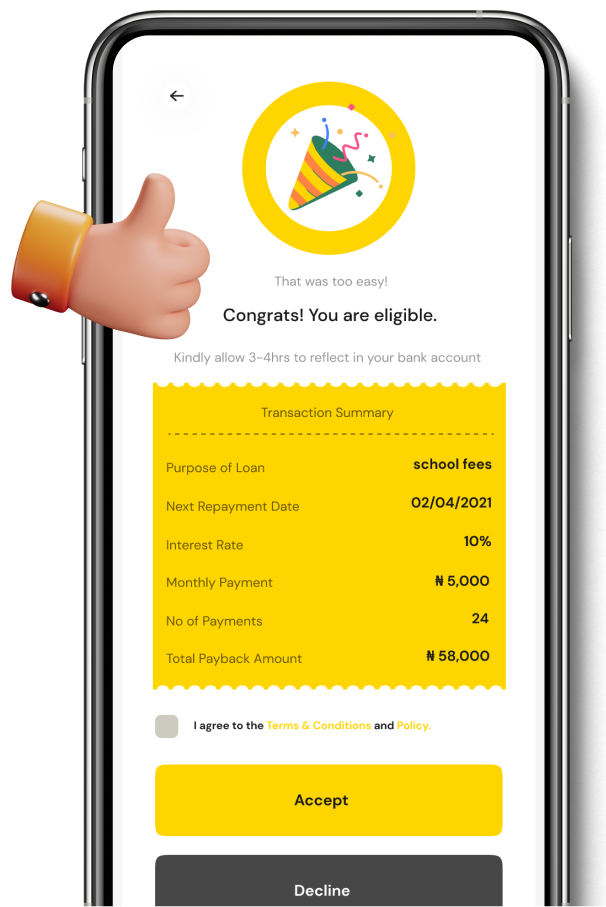 That was too easy!
Congrats! You are eligible.
Kindly allow 3-4hrs to reflect in your bank account
Transaction Summary
Purpose of Loan school fees
Next Repayment Date 02/04/2021
Interest Rate 10%
Monthly Payment ₦ 5,000
No of Payments 24
Total Payback Amount ₦ 58,000
I agree to the Terms & Conditions and Policy.
Accept
Decline